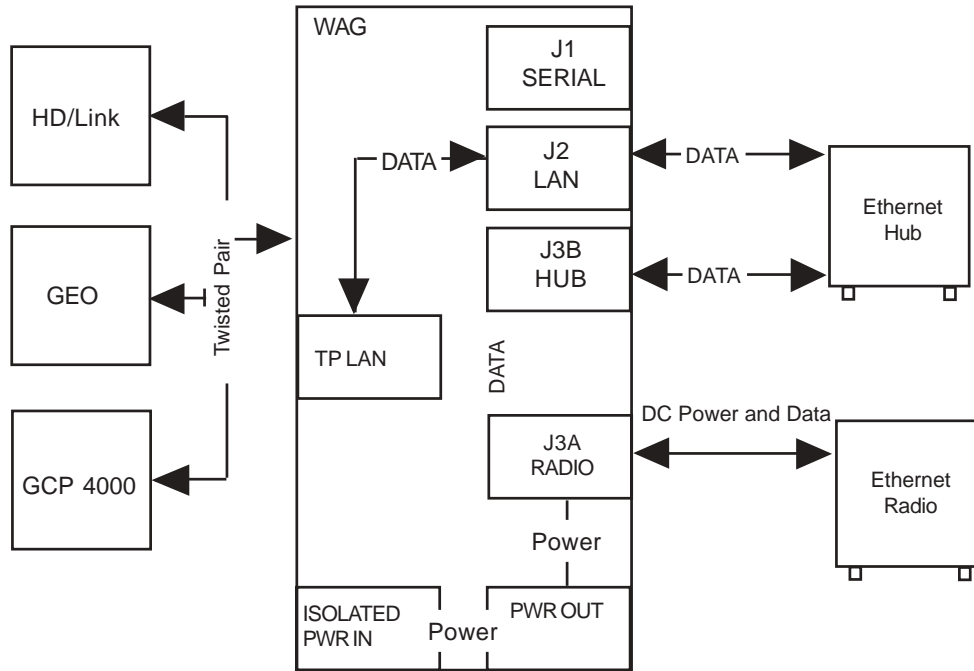 WAG
J1
SERIAL
HD/Link
DATA
J2
LAN
DATA
Ethernet
Hub
Twisted Pair
GEO
J3B
HUB
DATA
TP LAN
DATA
DC Power and Data
GCP 4000
J3A
RADIO
Ethernet
Radio
Power
ISOLATED
PWR IN
Power
PWR OUT